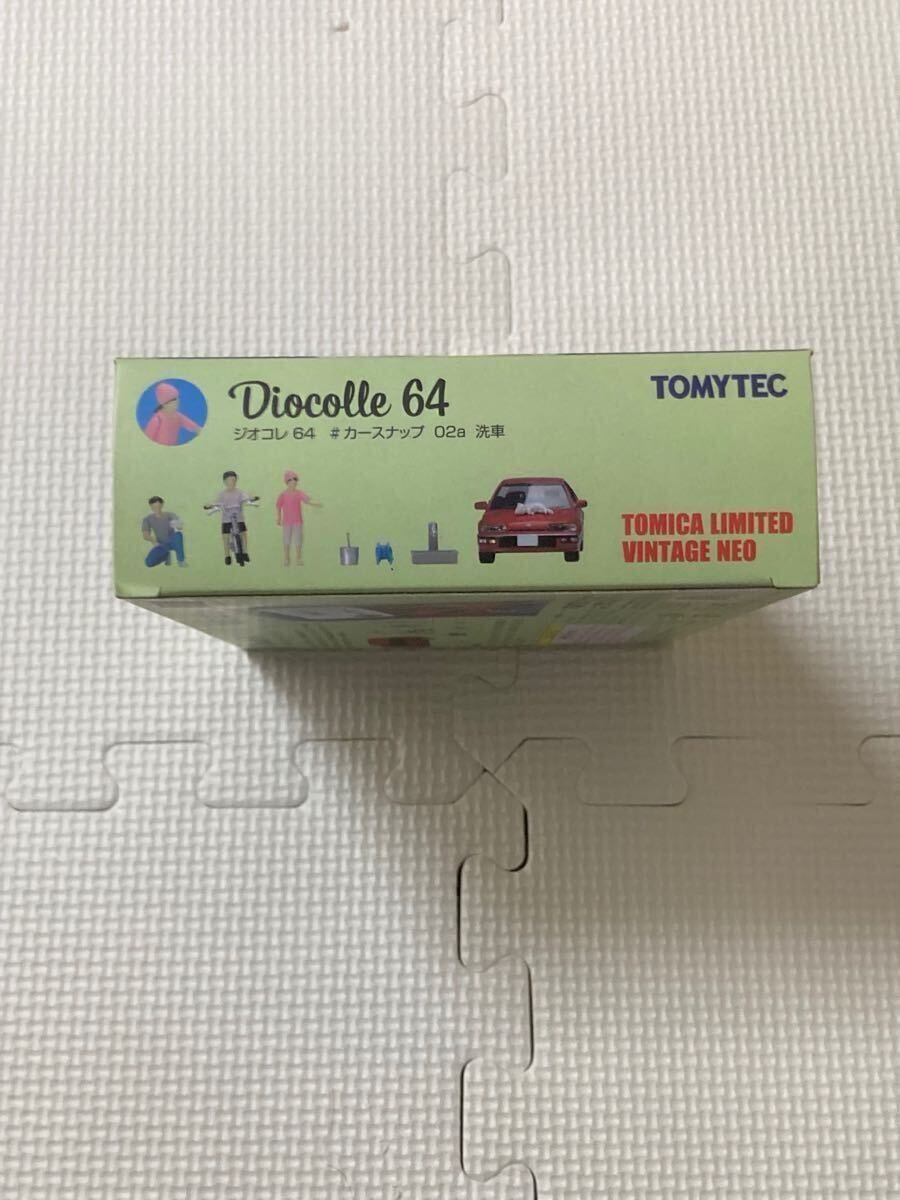 Diocolle 64
TOMYTEC
ジオコレ 64 #カースナップ 02a 洗車
TOMICA LIMITED
VINTAGE NEO